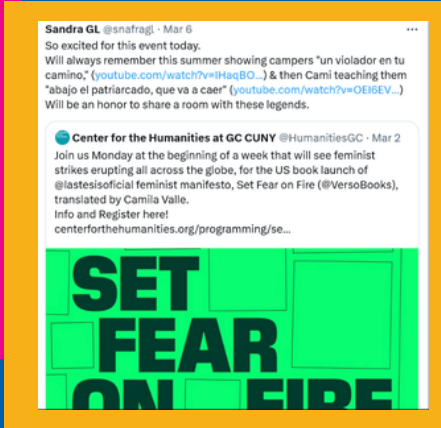 Sandra GL @snafragl · Mar 6
So excited for this event today.
Will always remember this summer showing campers "un violador en tu
camino," (youtube.com/watch?v=IHaqBO...) & then Cami teaching them
"abajo el patriarcado, que va a caer" (youtube.com/watch?v=OEI6EV...)
Will be an honor to share a room with these legends.
Center for the Humanities at GC CUNY @HumanitiesGC · Mar 2
Join us Monday at the beginning of a week that will see feminist
strikes erupting all across the globe, for the US book launch of
@lastesisoficial feminist manifesto, Set Fear on Fire (@VersoBooks),
translated by Camila Valle.
Info and Register here!
centerforthehumanities.org/programming/se...
SET
FEAR
ON FIRE